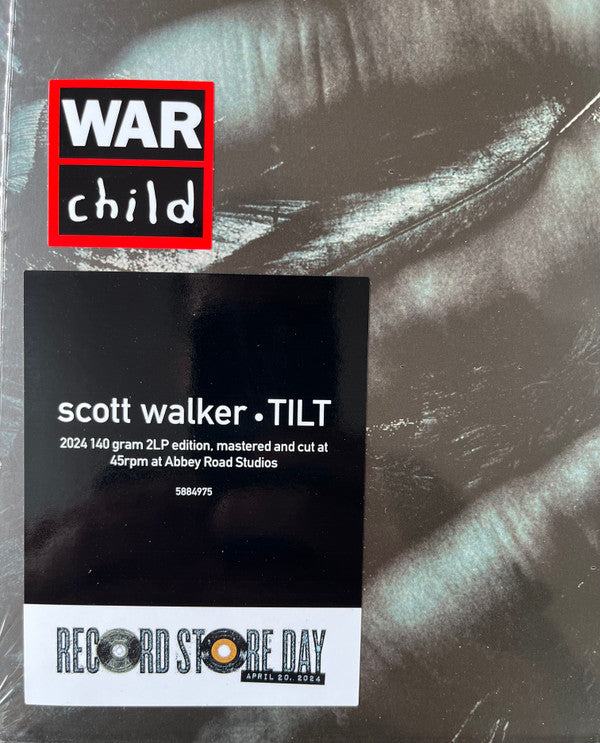 WAR
child
scott walker • TILT
2024 140 gram 2LP edition, mastered and cut at
45rpm at Abbey Road Studios
5884975
RECORD STORE DAY
APRIL 20, 2024